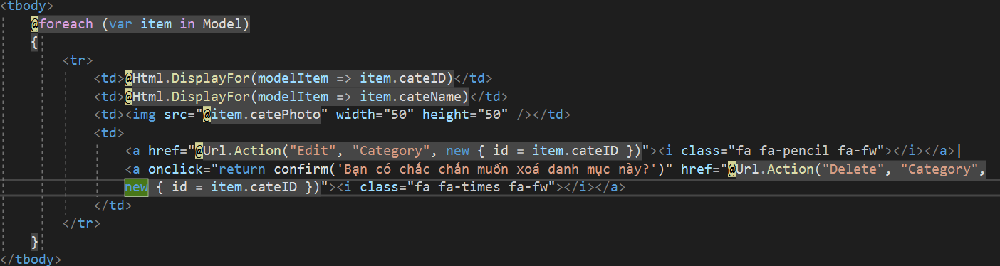 <tbody>
@foreach (var item in Model)
{
<tr>
<td>@Html.DisplayFor(modelItem => item.cateID)</td>
<td>@Html.DisplayFor(modelItem => item.cateName)</td>
<td><img src="@item.catePhoto" width="50" height="50" /></td>
<td>
<a href="@Url.Action("Edit", "Category", new { id = item.cateID })"><i class="fa fa-pencil fa-fw"></i></a>|
<a onclick="return confirm('Bạn có chắc chắn muốn xoá danh mục này?')" href="@Url.Action("Delete", "Category",
new { id = item.cateID })"><i class="fa fa-times fa-fw"></i></a>
</td>
</tr>
}
</tbody>